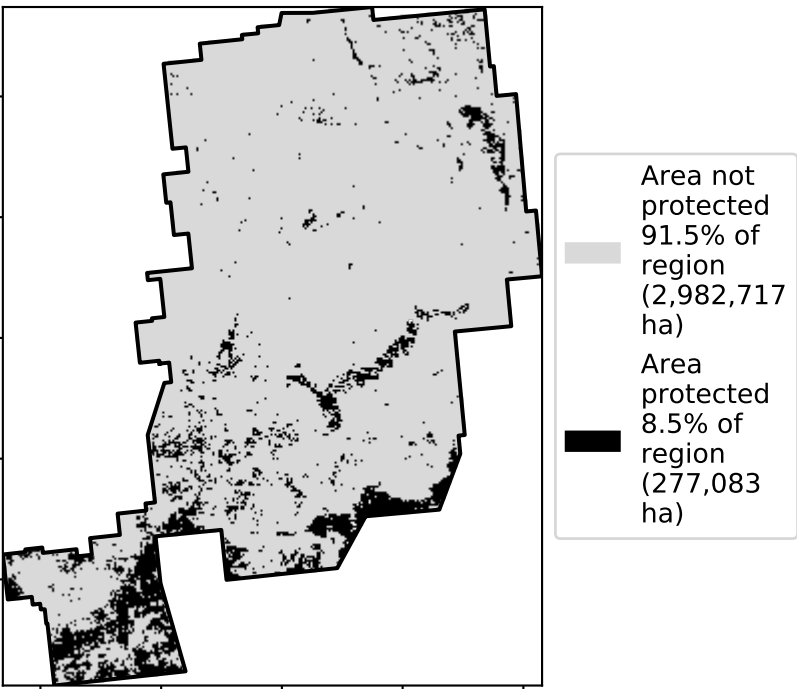 Area not
protected
91.5% of
region
(2,982,717
ha)
Area
protected
8.5% of
region
(277,083
ha)